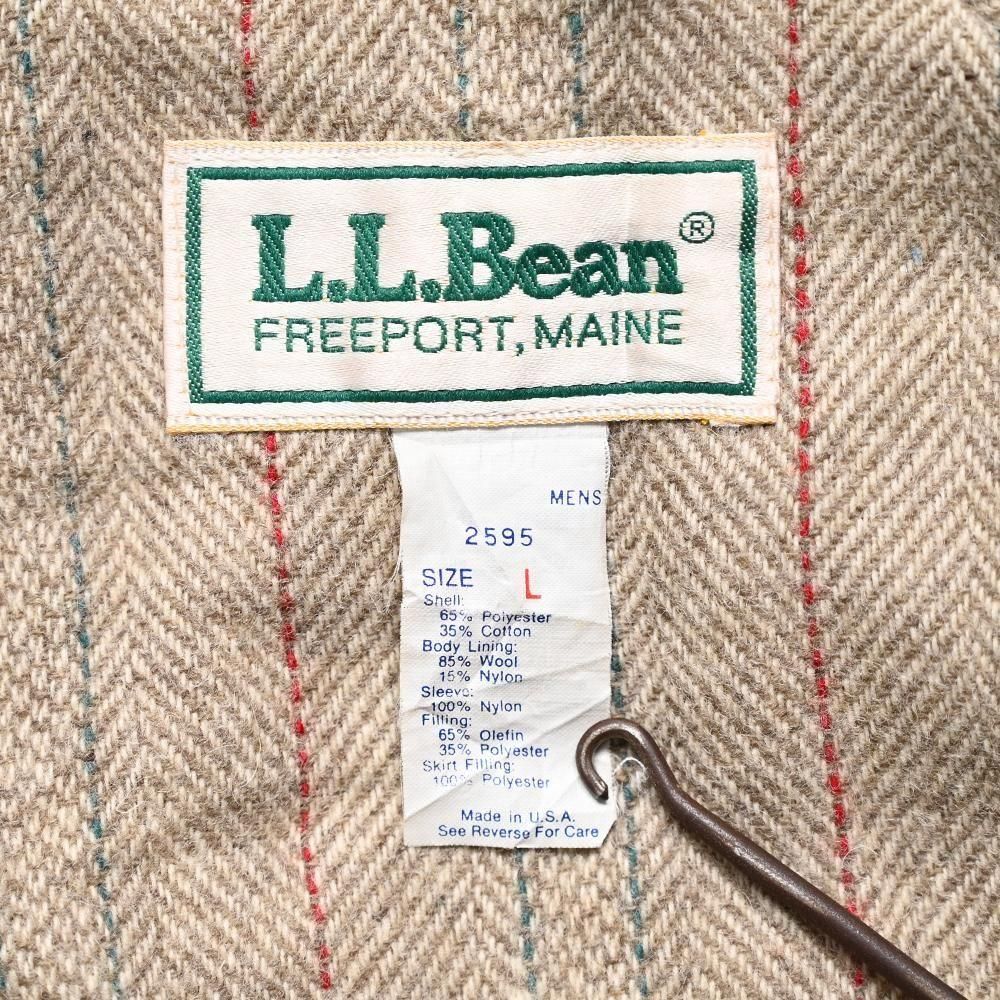 L.L.Bean®
FREEPORT, MAINE
MENS
2595
SIZE L
Shell:
65% Polyester
35% Cotton
Body Lining:
85% Wool
15% Nylon
Sleeve:
100% Nylon
Filling:
65% Olefin
35% Polyester
Skirt Filling:
100% Polyester
Made in U.S.A.
See Reverse For Care